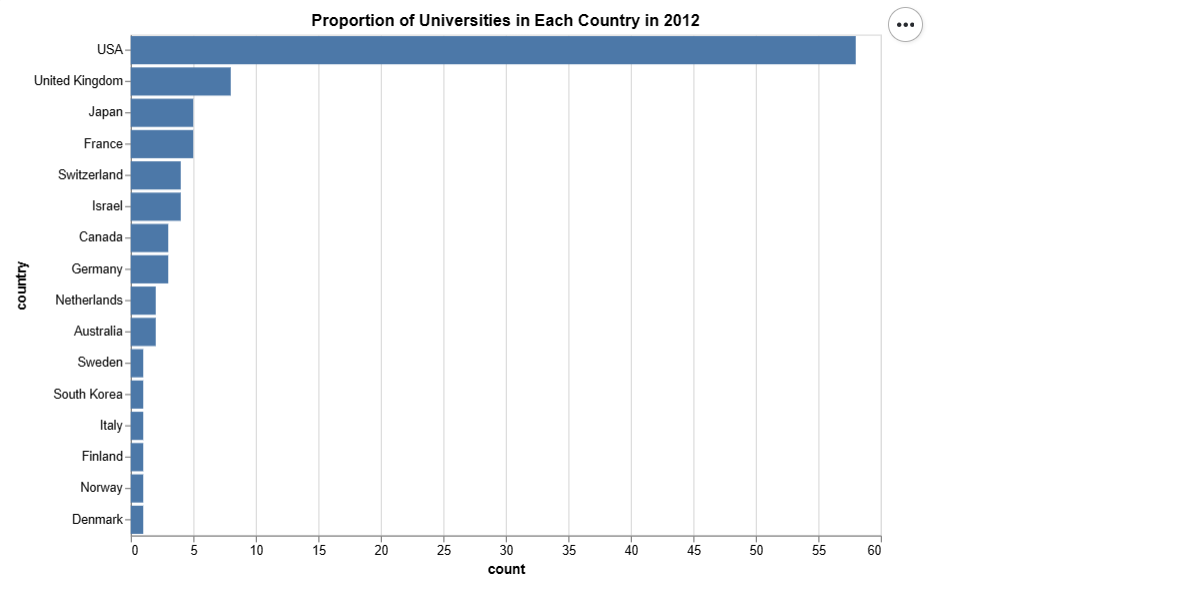 Proportion of Universities in Each Country in 2012
USA
United Kingdom
Japan
France
Switzerland
Israel
Canada
Germany
Netherlands
Australia
Sweden
South Korea
Italy
Finland
Norway
Denmark
country
0 5 10 15 20 25 30 35 40 45 50 55 60
count